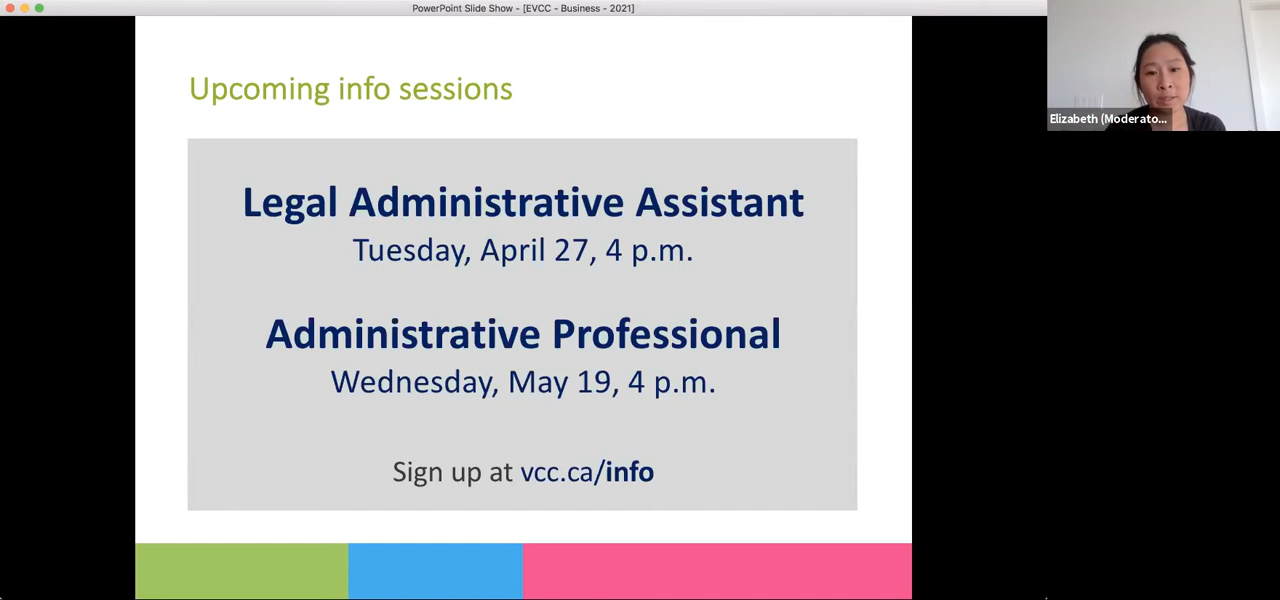 PowerPoint Slide Show - [EVCC - Business - 2021]
Upcoming info sessions
Elizabeth (Moderato...
Legal Administrative Assistant
Tuesday, April 27, 4 p.m.
Administrative Professional
Wednesday, May 19, 4 p.m.
Sign up at vcc.ca/info